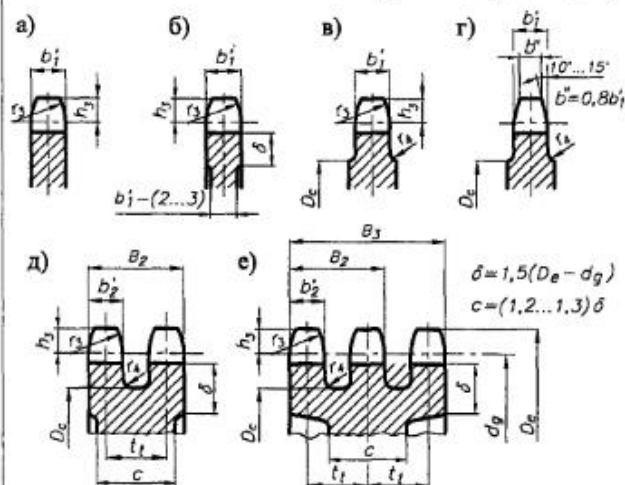 а) б) в) г)
b₁' b₁' b₁' b₁'
b"
10°...15°
b"=0,8b₁'
r₃ h₃ r₃ h₃ r₃ h₃
δ r₄ r₄
D_c D_c
b₁'-(2...3)
д) е)
B₃
B₂ B₂
b₂' b₂'
δ=1,5(D_e-d_g)
c=(1,2...1,3)δ
h₃ r₃ h₃ r₃
r₄ r₄
δ δ
D_c D_c d_g D_e
t₁ c
c t₁ t₁